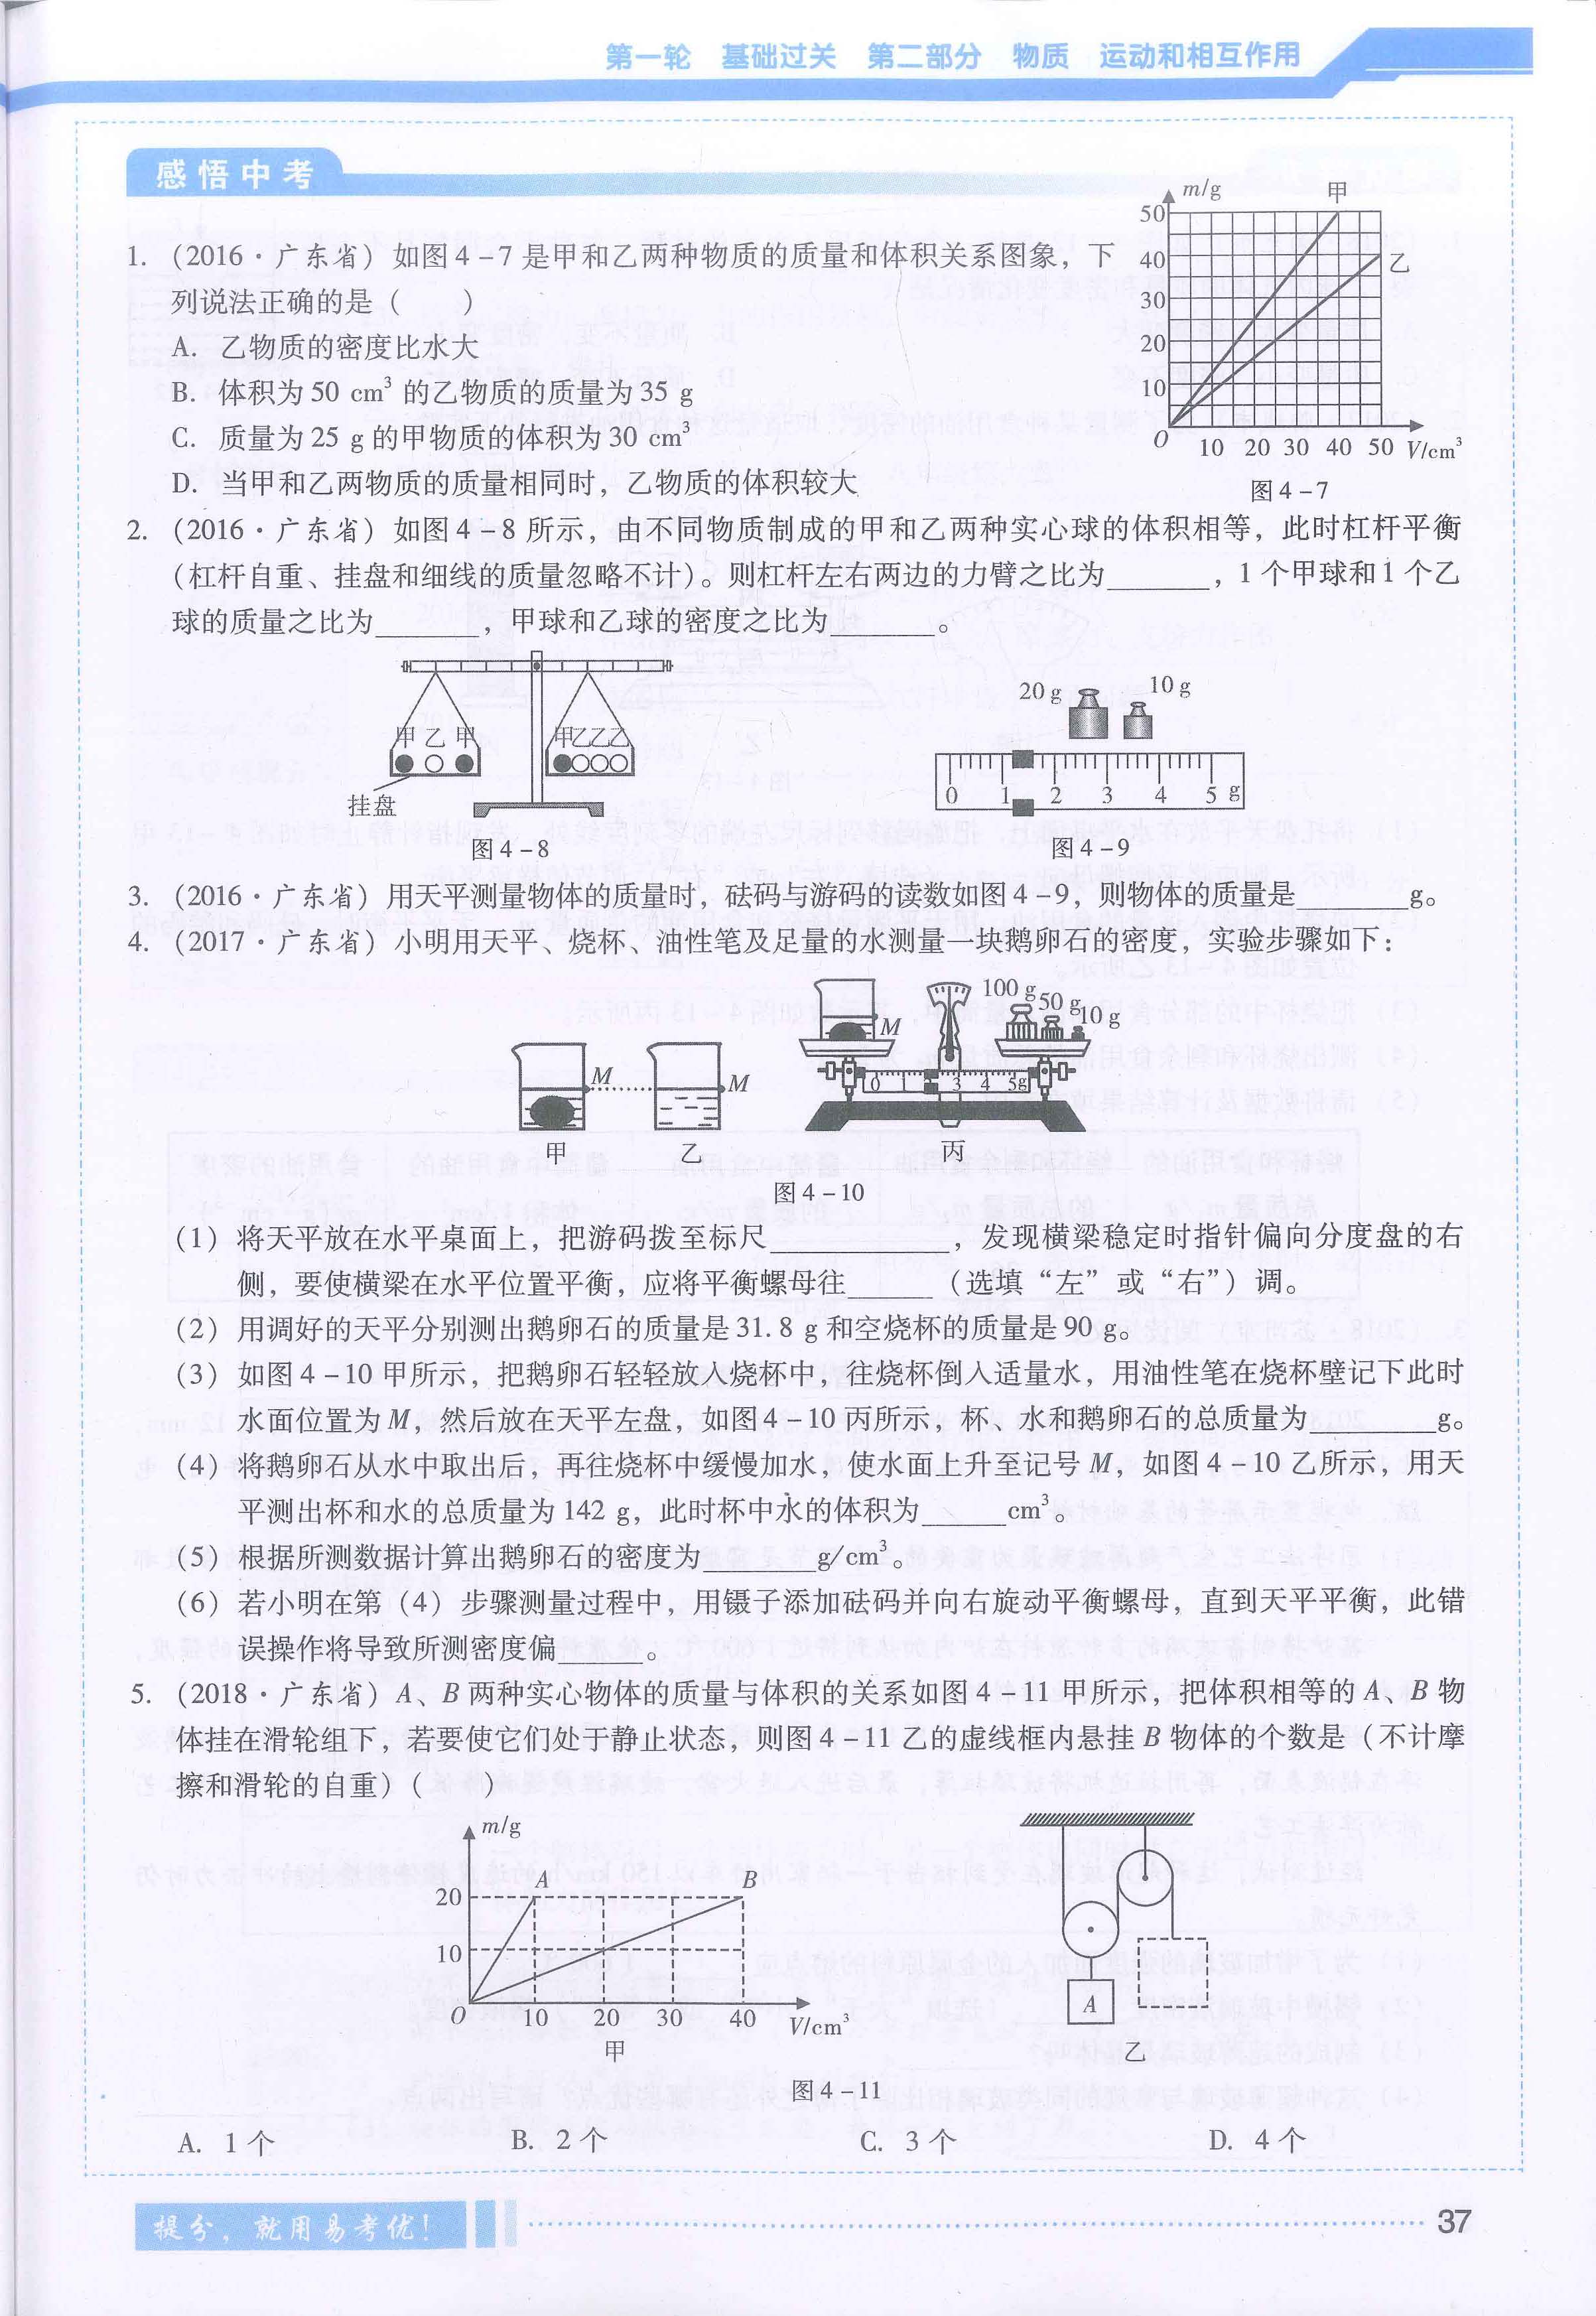 第一轮 基础过关 第二部分 物质 运动和相互作用
感悟中考
1. (2016·广东省) 如图4-7是甲和乙两种物质的质量和体积关系图象，下
列说法正确的是（ ）
A. 乙物质的密度比水大
B. 体积为50 cm³ 的乙物质的质量为35 g
C. 质量为25 g的甲物质的体积为30 cm³
D. 当甲和乙两物质的质量相同时，乙物质的体积较大
m/g
甲
乙
50
40
30
20
10
O
10 20 30 40 50 V/cm³
图4-7
2. (2016·广东省) 如图4-8所示，由不同物质制成的甲和乙两种实心球的体积相等，此时杠杆平衡
（杠杆自重、挂盘和细线的质量忽略不计）。则杠杆左右两边的力臂之比为______，1个甲球和1个乙
球的质量之比为______，甲球和乙球的密度之比为______。
甲 乙 甲
甲乙乙乙
挂盘
图4-8
20 g
10 g
0 1 2 3 4 5 g
图4-9
3. (2016·广东省) 用天平测量物体的质量时，砝码与游码的读数如图4-9，则物体的质量是______g。
4. (2017·广东省) 小明用天平、烧杯、油性笔及足量的水测量一块鹅卵石的密度，实验步骤如下：
M
M
甲
乙
M
100 g
50 g
10 g
0 1 3 4 5g
丙
图4-10
(1) 将天平放在水平桌面上，把游码拨至标尺__________，发现横梁稳定时指针偏向分度盘的右
侧，要使横梁在水平位置平衡，应将平衡螺母往_____（选填“左”或“右”）调。
(2) 用调好的天平分别测出鹅卵石的质量是31.8 g和空烧杯的质量是90 g。
(3) 如图4-10甲所示，把鹅卵石轻轻放入烧杯中，往烧杯倒入适量水，用油性笔在烧杯壁记下此时
水面位置为M，然后放在天平左盘，如图4-10丙所示，杯、水和鹅卵石的总质量为_______g。
(4) 将鹅卵石从水中取出后，再往烧杯中缓慢加水，使水面上升至记号M，如图4-10乙所示，用天
平测出杯和水的总质量为142 g，此时杯中水的体积为_____cm³。
(5) 根据所测数据计算出鹅卵石的密度为______g/cm³。
(6) 若小明在第（4）步骤测量过程中，用镊子添加砝码并向右旋动平衡螺母，直到天平平衡，此错
误操作将导致所测密度偏_____。
5. (2018·广东省) A、B两种实心物体的质量与体积的关系如图4-11甲所示，把体积相等的A、B物
体挂在滑轮组下，若要使它们处于静止状态，则图4-11乙的虚线框内悬挂B物体的个数是（不计摩
擦和滑轮的自重）（ ）
m/g
A
B
20
10
O
10 20 30 40 V/cm³
甲
A
乙
图4-11
A. 1个 B. 2个 C. 3个 D. 4个
提分，就用易考优！
37